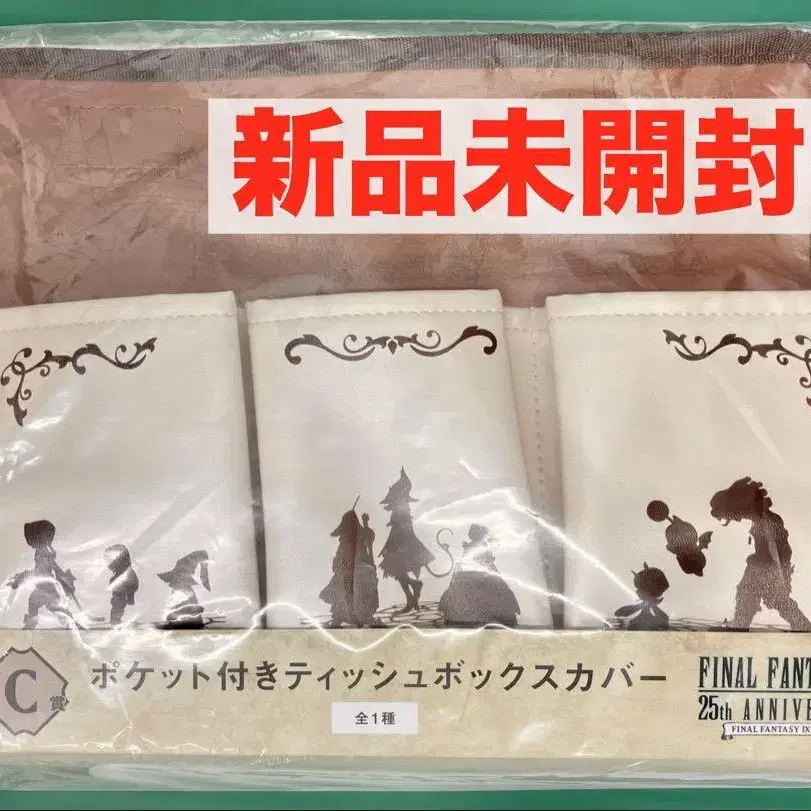 新品未開封
C賞
ポケット付きティッシュボックスカバー
全1種
FINAL FANT
25th ANNIVE
FINAL FANTASY IX